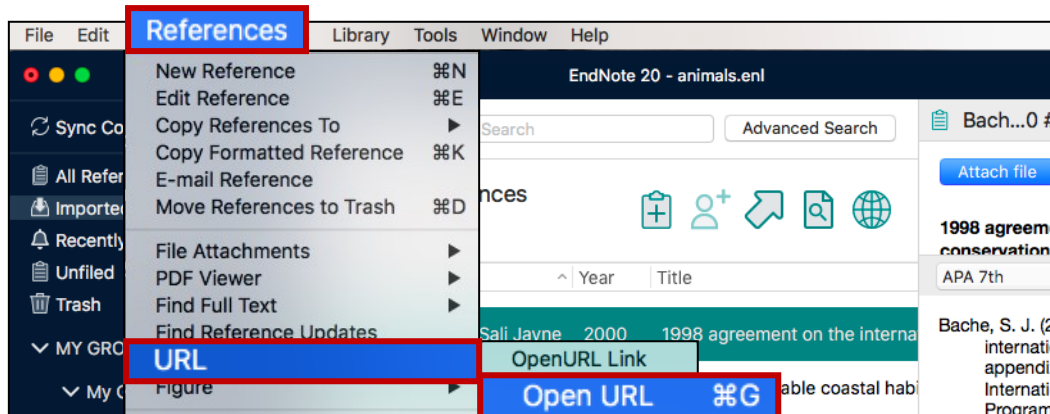 File Edit References Library Tools Window Help
EndNote 20 - animals.enl
Sync Co
All Refer
Imported
Recently
Unfiled
Trash
MY GRO
My G
New Reference ⌘N
Edit Reference ⌘E
Copy References To
Copy Formatted Reference ⌘K
E-mail Reference
Move References to Trash ⌘D
File Attachments
PDF Viewer
Find Full Text
Find Reference Updates
URL
Figure
OpenURL Link
Open URL ⌘G
Search
Advanced Search
nces
Year Title
Sali Jayne 2000 1998 agreement on the interna
able coastal habi
Bach...0 #
Attach file
1998 agreem
conservation
APA 7th
Bache, S. J. (2
internati
appendi
Internati
Program